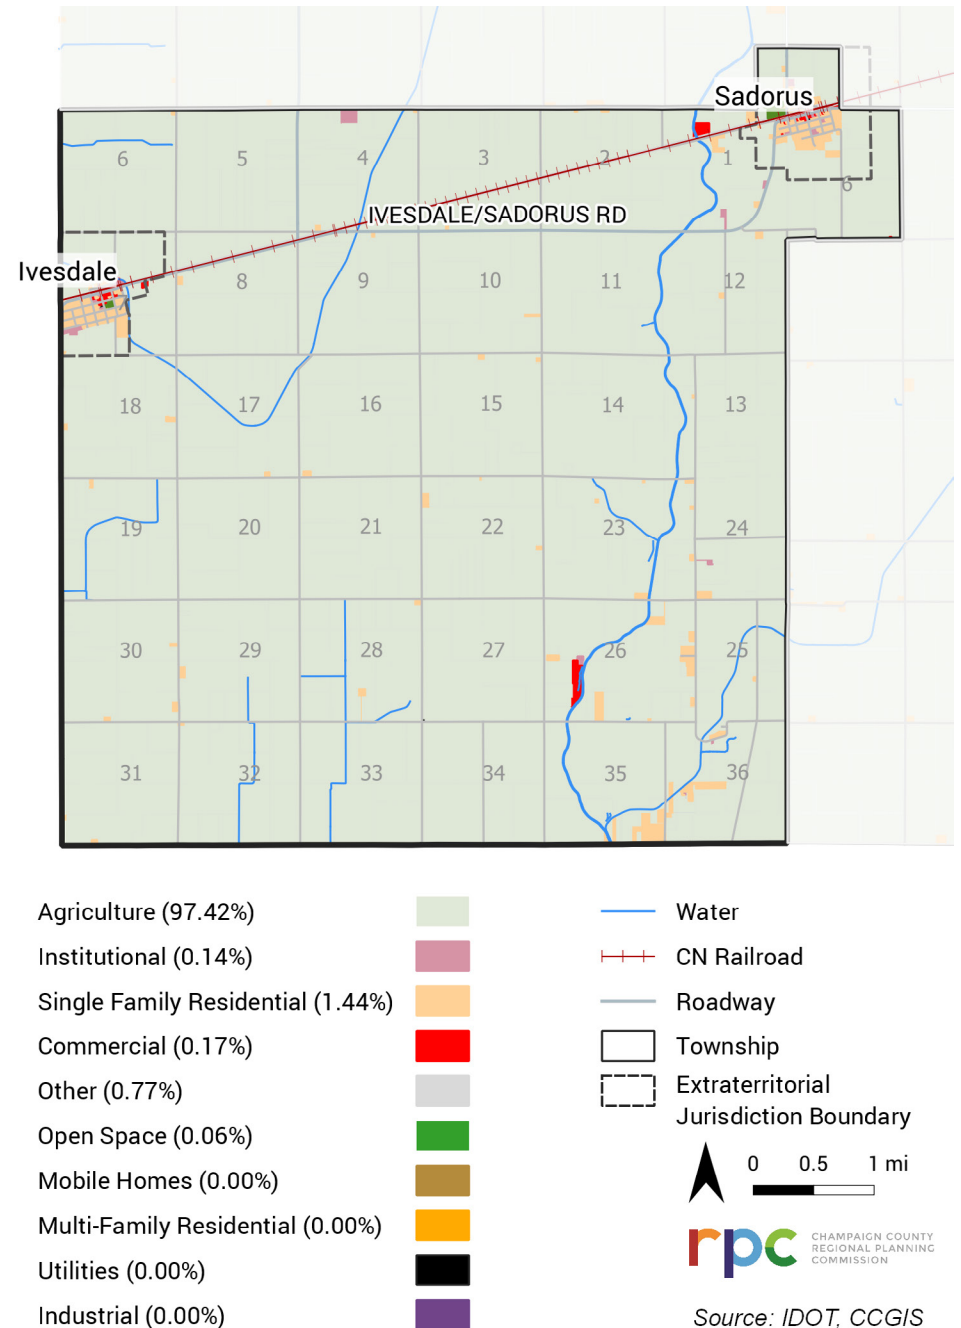 Sadorus
6
5
4
3
2
1
6
IVESDALE/SADORUS RD
Ivesdale
8
9
10
11
12
18
17
16
15
14
13
19
20
21
22
23
24
30
29
28
27
26
25
31
32
33
34
35
36
Agriculture (97.42%)
Institutional (0.14%)
Single Family Residential (1.44%)
Commercial (0.17%)
Other (0.77%)
Open Space (0.06%)
Mobile Homes (0.00%)
Multi-Family Residential (0.00%)
Utilities (0.00%)
Industrial (0.00%)
Water
CN Railroad
Roadway
Township
Extraterritorial
Jurisdiction Boundary
0 0.5 1 mi
rpc
CHAMPAIGN COUNTY
REGIONAL PLANNING
COMMISSION
Source: IDOT, CCGIS